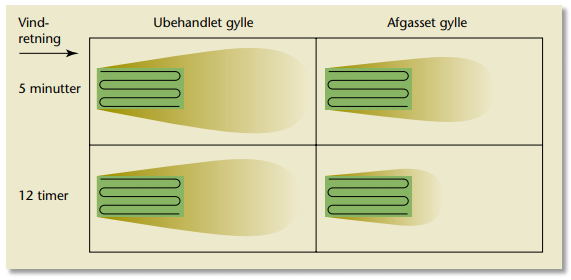 Vind-
retning
Ubehandlet gylle
Afgasset gylle
5 minutter
12 timer